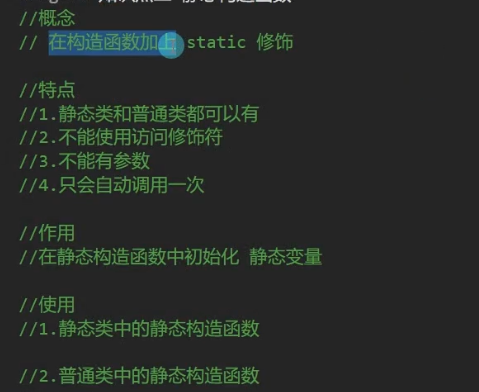 //概念
// 在构造函数加上 static 修饰
//特点
//1.静态类和普通类都可以有
//2.不能使用访问修饰符
//3.不能有参数
//4.只会自动调用一次
//作用
//在静态构造函数中初始化 静态变量
//使用
//1.静态类中的静态构造函数
//2.普通类中的静态构造函数